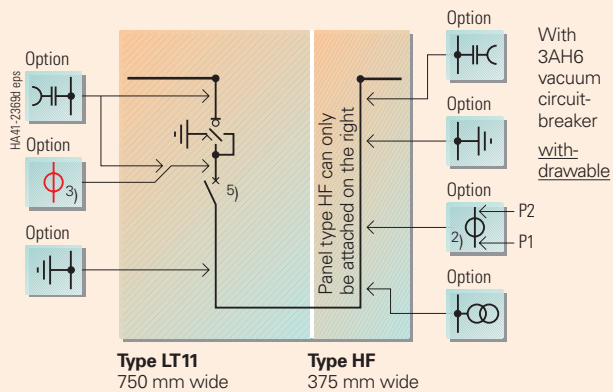 Option
HA41-2369d eps
Option
3)
Option
5)
Panel type HF can only
be attached on the right
Option
Option
Option
2)
P2
P1
Option
With
3AH6
vacuum
circuit-
breaker
with-
drawable
Type LT11
750 mm wide
Type HF
375 mm wide